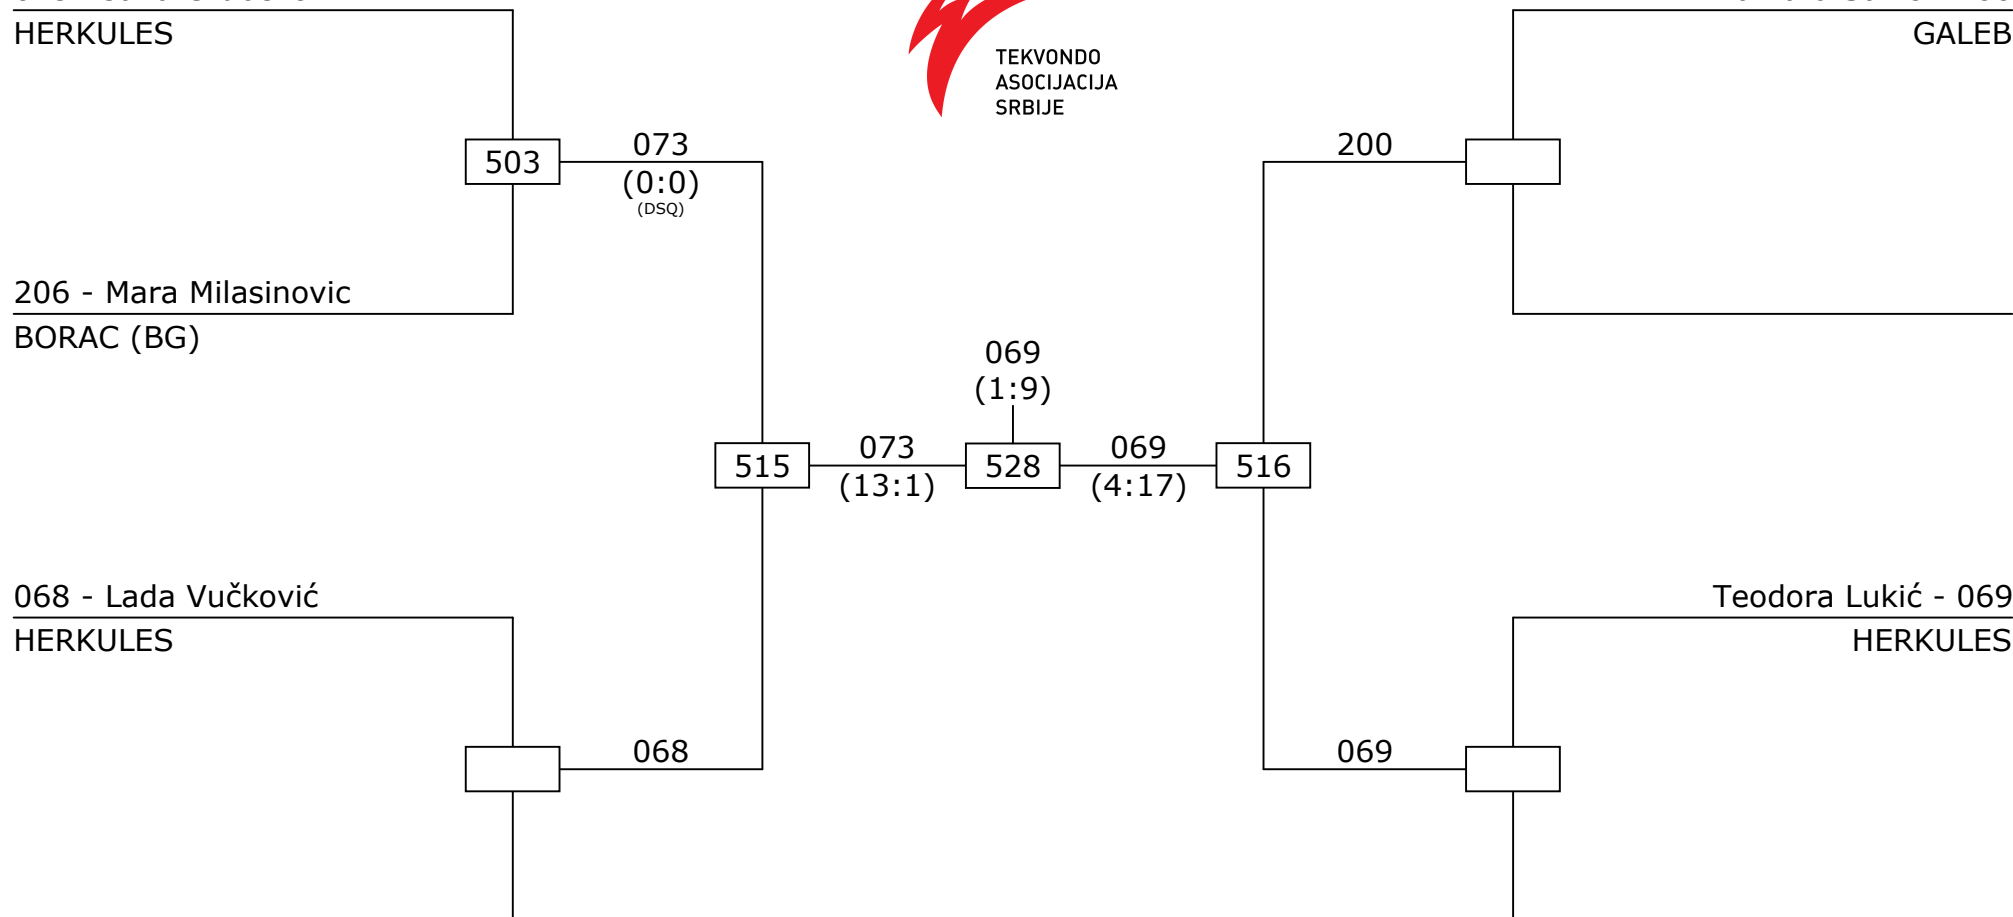 HERKULES
GALEB
TEKVONDO
ASOCIJACIJA
SRBIJE
503
073
(0:0)
(DSQ)
200
206 - Mara Milasinovic
BORAC (BG)
069
(1:9)
515
073
(13:1)
528
069
(4:17)
516
068 - Lada Vučković
HERKULES
Teodora Lukić - 069
HERKULES
068
069